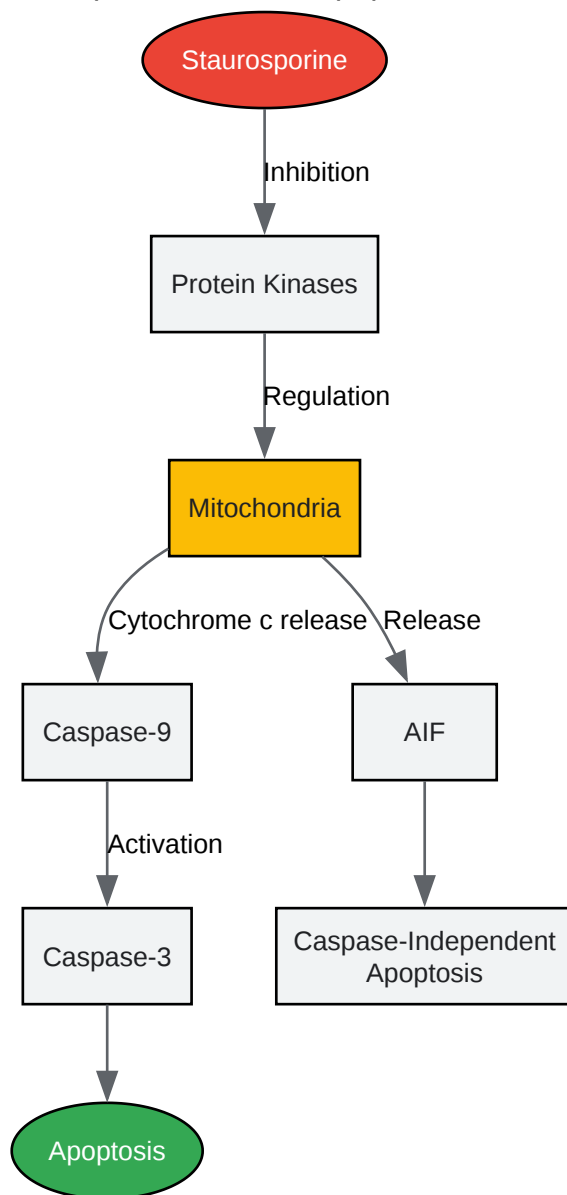 Staurosporine
Inhibition
Protein Kinases
Regulation
Mitochondria
Cytochrome c release
Release
Caspase-9
AIF
Activation
Caspase-3
Caspase-Independent
Apoptosis
Apoptosis